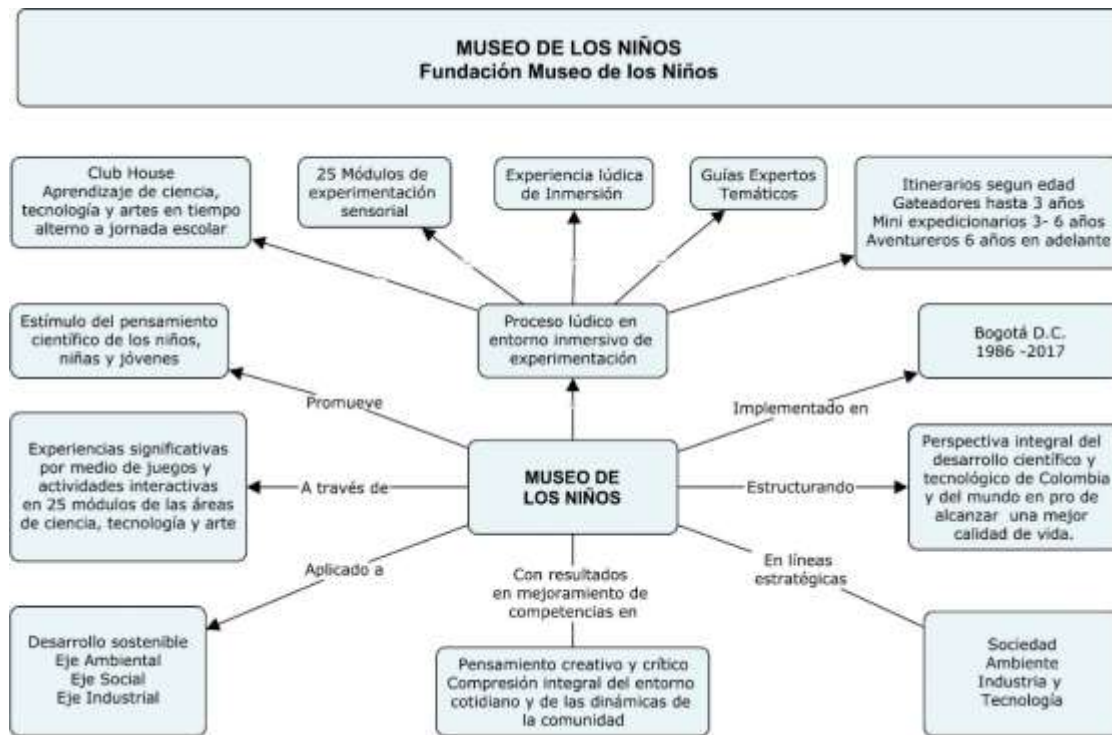 MUSEO DE LOS NIÑOS
Fundación Museo de los Niños
Club House
Aprendizaje de ciencia,
tecnología y artes en tiempo
alterno a jornada escolar
25 Módulos de
experimentación
sensorial
Experiencia lúdica
de Inmersión
Guías Expertos
Temáticos
Itinerarios segun edad
Gateadores hasta 3 años
Mini expedicionarios 3- 6 años
Aventureros 6 años en adelante
Estímulo del pensamiento
científico de los niños,
niñas y jóvenes
Proceso lúdico en
entorno inmersivo de
experimentación
Bogotá D.C.
1986 -2017
Promueve
Implementado en
Experiencias significativas
por medio de juegos y
actividades interactivas
en 25 módulos de las áreas
de ciencia, tecnología y arte
A través de
MUSEO DE
LOS NIÑOS
Estructurando
Perspectiva integral del
desarrollo científico y
tecnológico de Colombia
y del mundo en pro de
alcanzar una mejor
calidad de vida.
Aplicado a
Con resultados
en mejoramiento de
competencias en
En líneas
estratégicas
Desarrollo sostenible
Eje Ambiental
Eje Social
Eje Industrial
Pensamiento creativo y crítico
Compresión integral del entorno
cotidiano y de las dinámicas de
la comunidad
Sociedad
Ambiente
Industria y
Tecnología